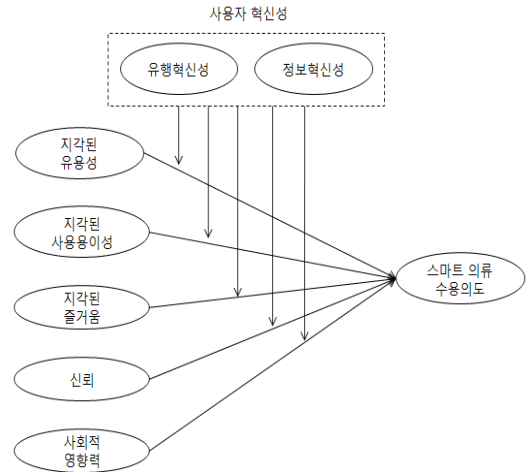 사용자 혁신성
유행혁신성
정보혁신성
지각된
유용성
지각된
사용용이성
지각된
즐거움
신뢰
사회적
영향력
스마트 의류
수용의도